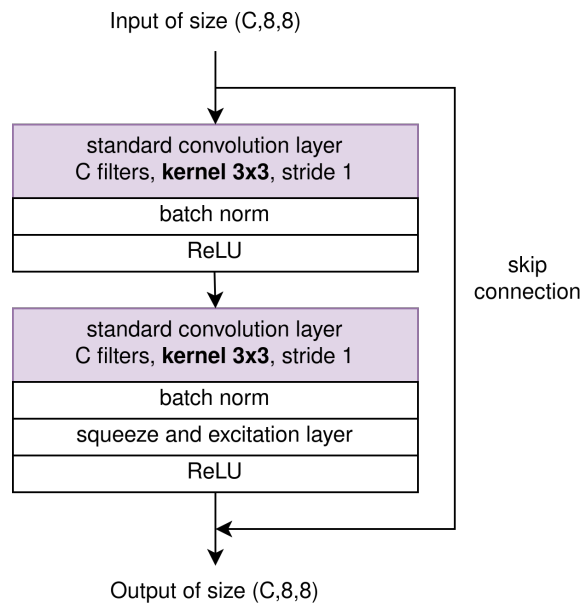 Input of size (C,8,8)
standard convolution layer
C filters, kernel 3x3, stride 1
batch norm
ReLU
skip
connection
standard convolution layer
C filters, kernel 3x3, stride 1
batch norm
squeeze and excitation layer
ReLU
Output of size (C,8,8)